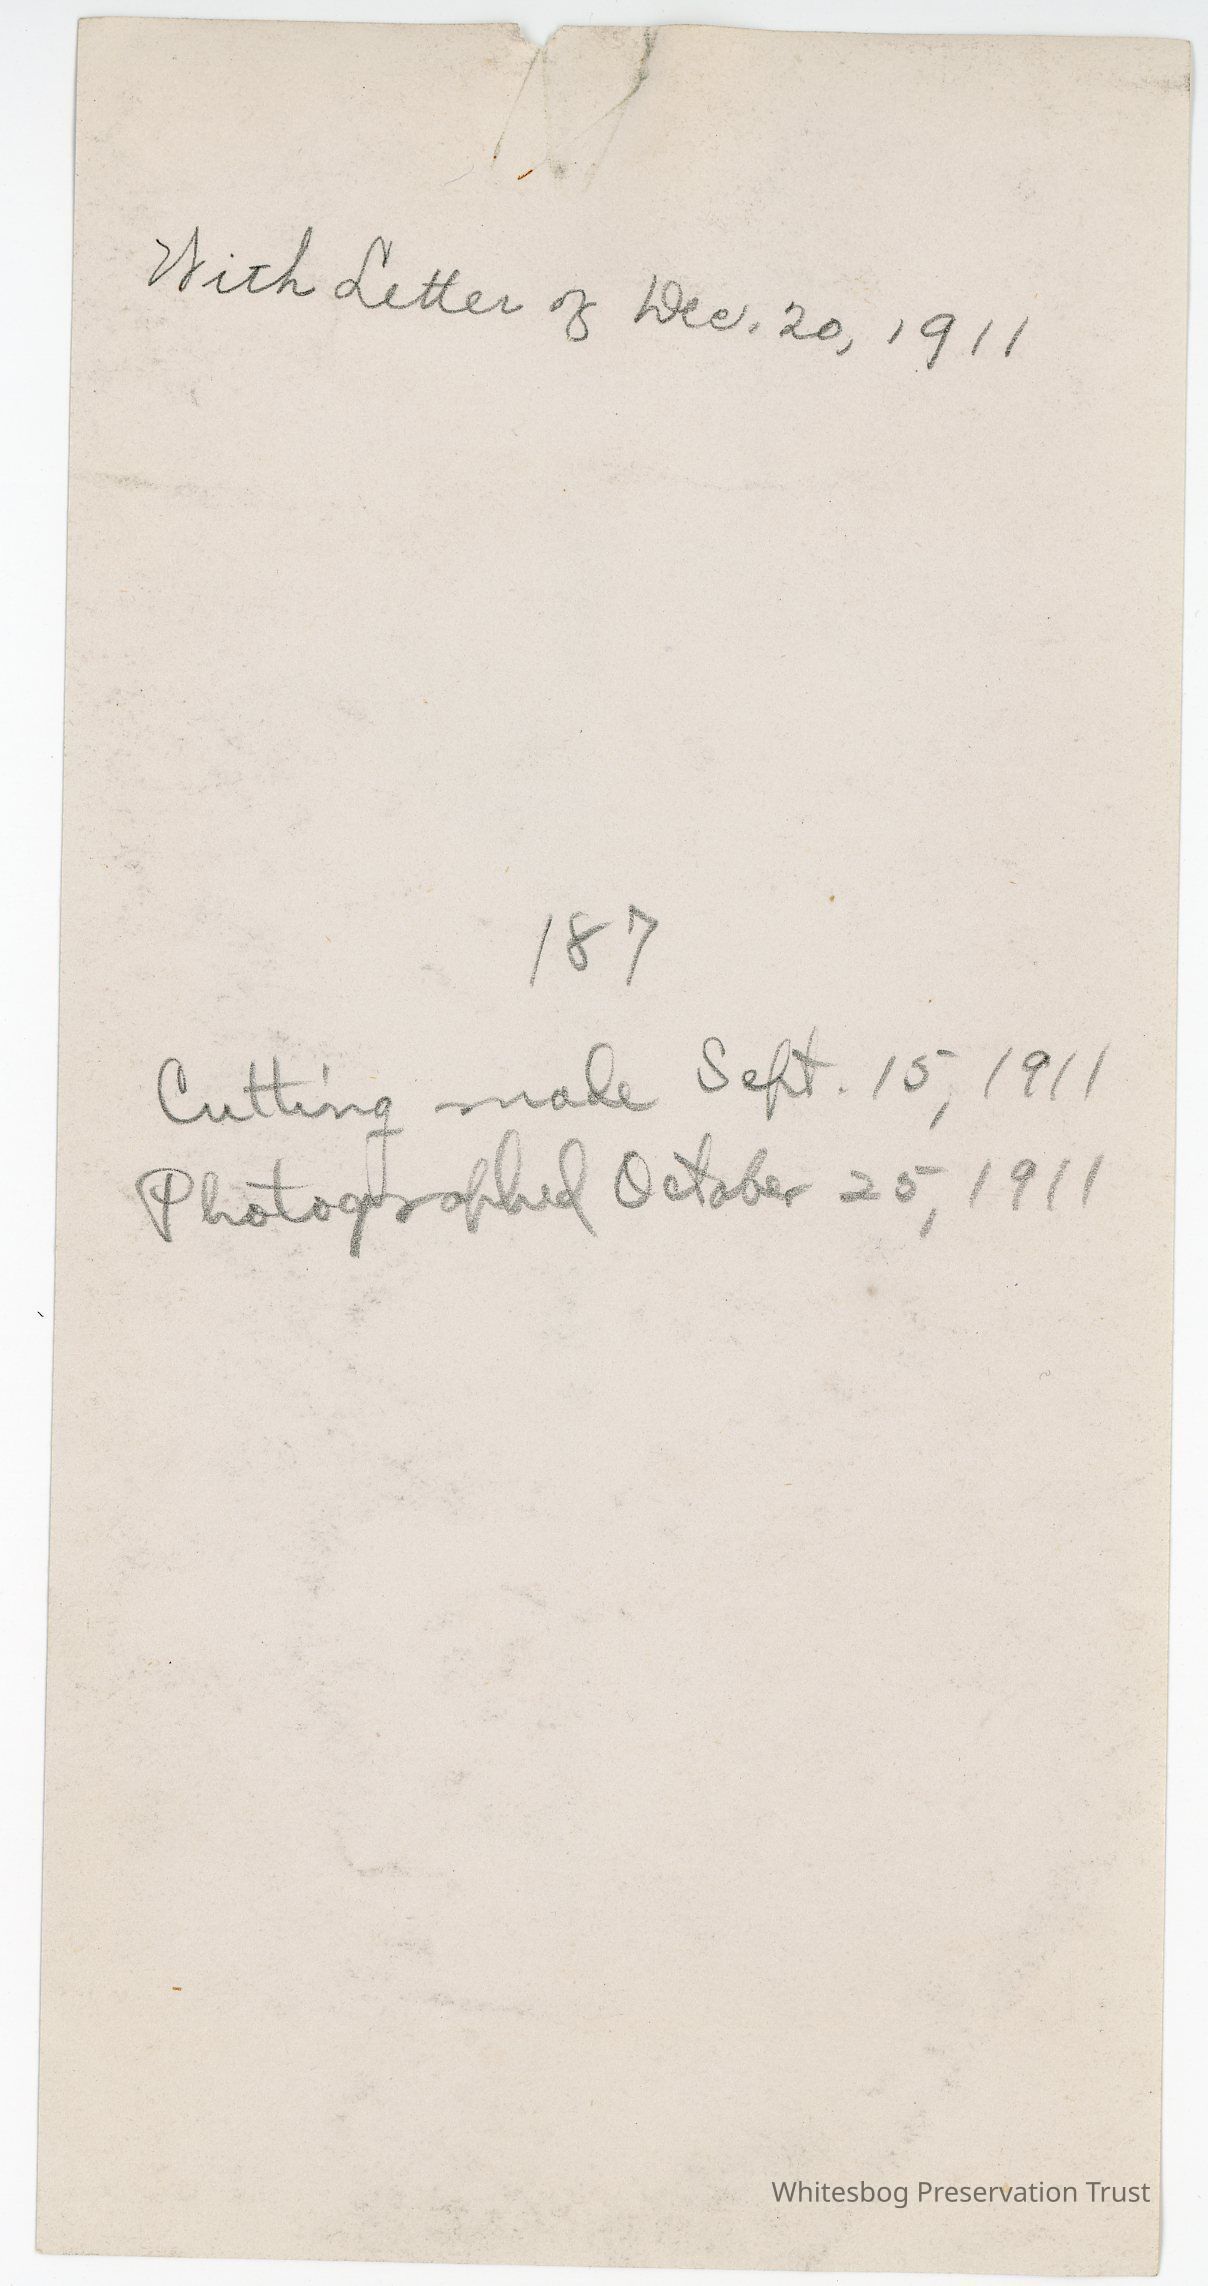 With Letter of Dec. 20, 1911
187
Cutting made Sept. 15, 1911
Photographed October 25, 1911
Whitesbog Preservation Trust